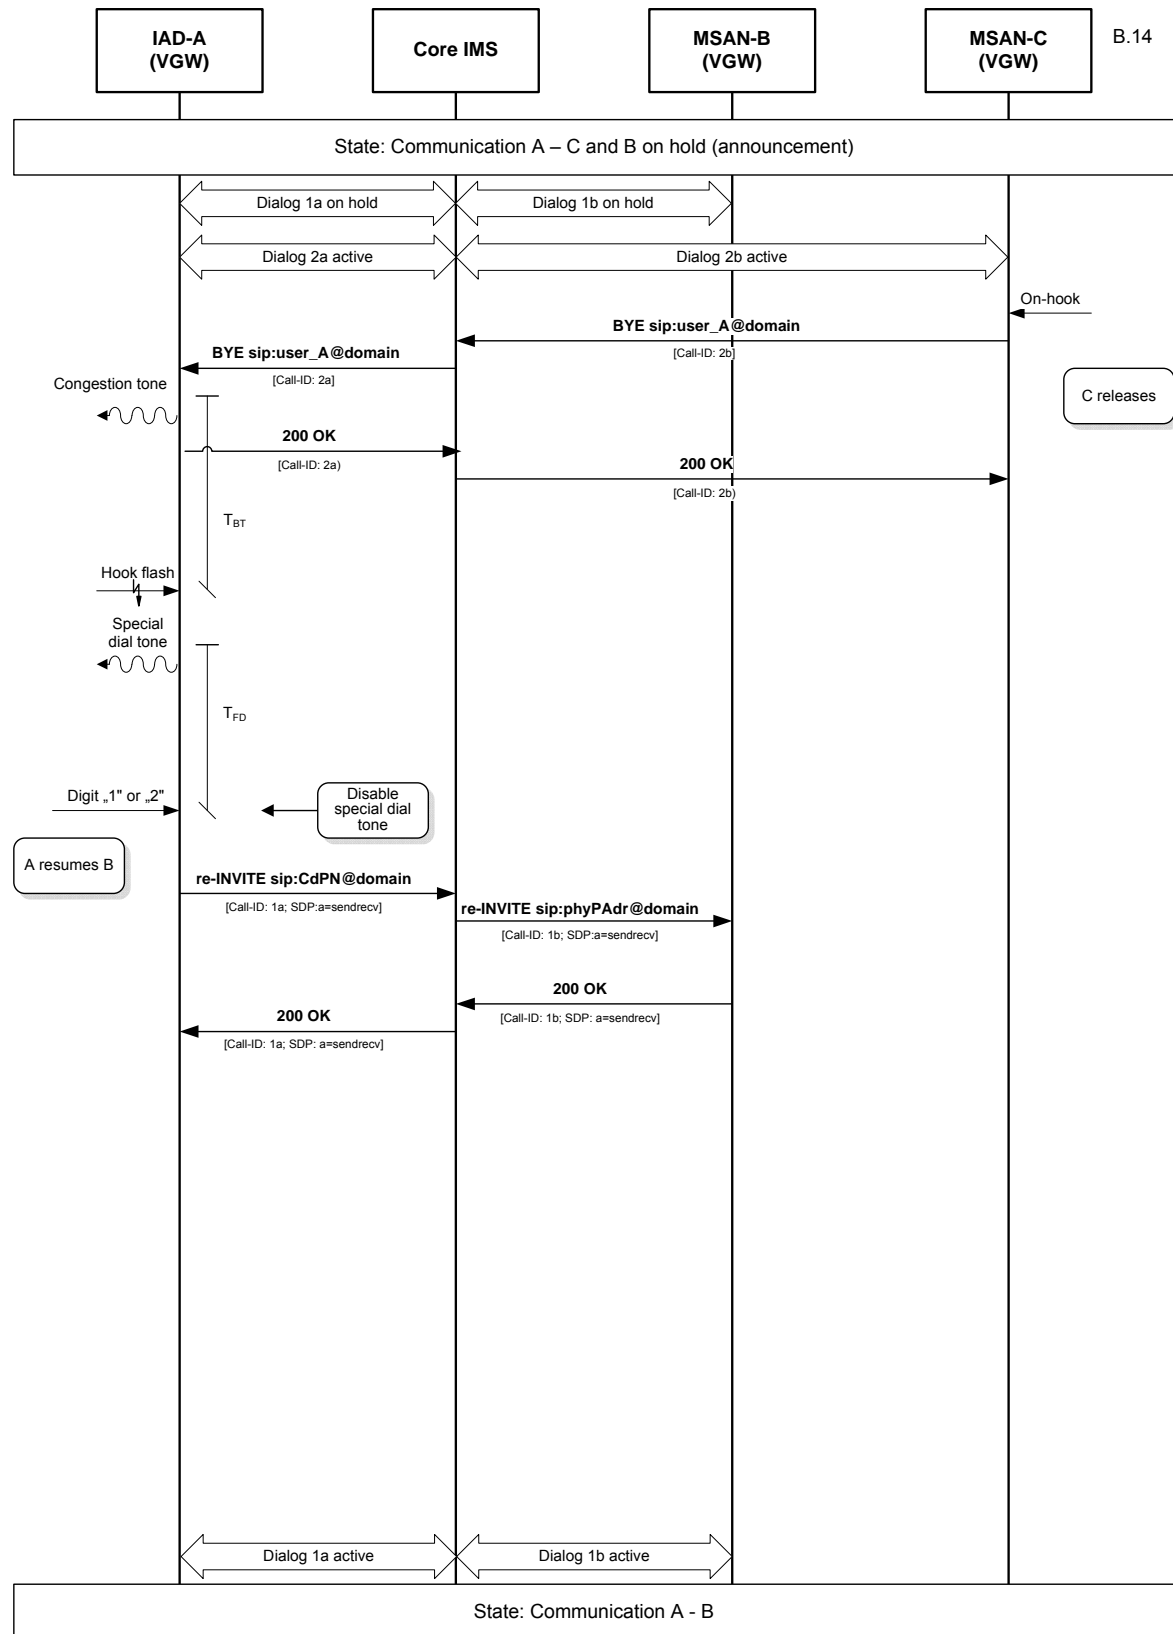 IAD-A
(VGW)
Core IMS
MSAN-B
(VGW)
MSAN-C
(VGW)
B.14
State: Communication A – C and B on hold (announcement)
Dialog 1a on hold
Dialog 1b on hold
Dialog 2a active
Dialog 2b active
On-hook
BYE sip:user_A@domain
[Call-ID: 2b]
BYE sip:user_A@domain
[Call-ID: 2a]
Congestion tone
C releases
200 OK
[Call-ID: 2a)
200 OK
[Call-ID: 2b)
TBT
Hook flash
Special
dial tone
TFD
Digit „1" or „2"
Disable
special dial
tone
A resumes B
re-INVITE sip:CdPN@domain
[Call-ID: 1a; SDP:a=sendrecv]
re-INVITE sip:phyPAdr@domain
[Call-ID: 1b; SDP:a=sendrecv]
200 OK
[Call-ID: 1b; SDP: a=sendrecv]
200 OK
[Call-ID: 1a; SDP: a=sendrecv]
Dialog 1a active
Dialog 1b active
State: Communication A - B